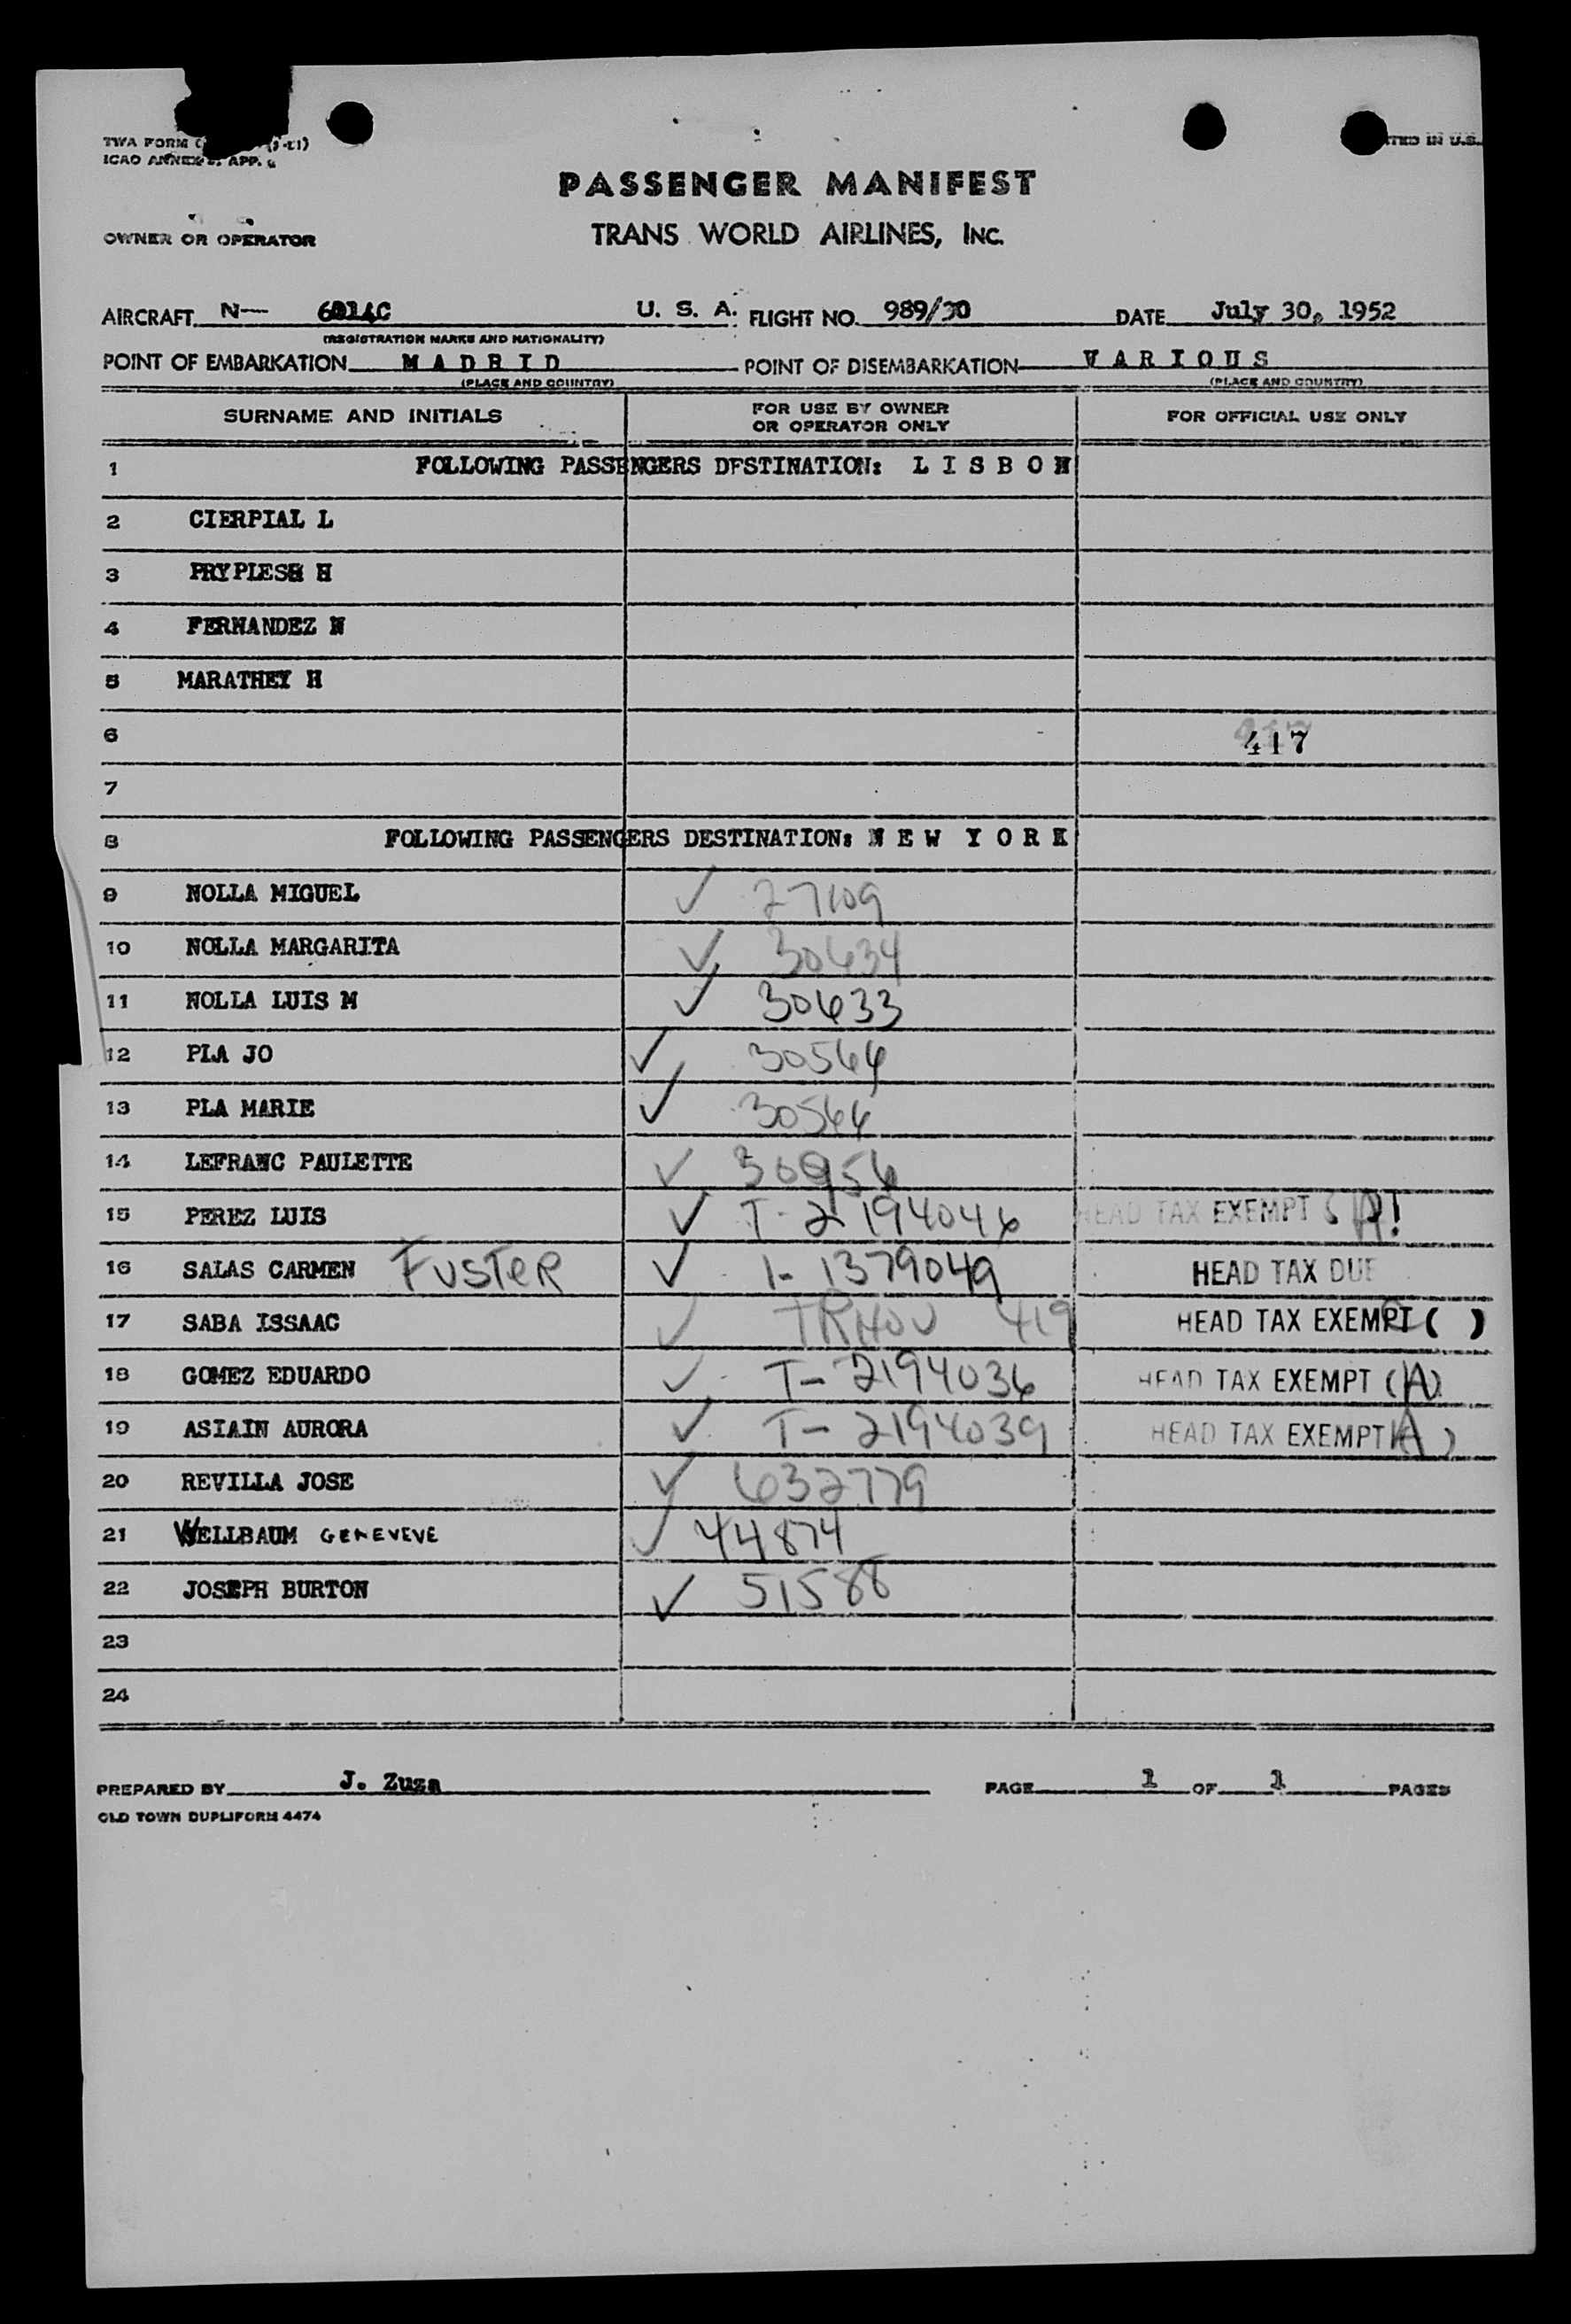 TWA FORM
ICAO ANNEX 9, APP.
PASSENGER MANIFEST
OWNER OR OPERATOR TRANS WORLD AIRLINES, INC.
AIRCRAFT N— 6014C U. S. A. FLIGHT NO. 989/30 DATE July 30, 1952
(REGISTRATION MARKS AND NATIONALITY)
POINT OF EMBARKATION M A D R I D POINT OF DISEMBARKATION V A R I O U S
(PLACE AND COUNTRY) (PLACE AND COUNTRY)
SURNAME AND INITIALS FOR USE BY OWNER OR OPERATOR ONLY FOR OFFICIAL USE ONLY
1 FOLLOWING PASSENGERS DESTINATION: L I S B O N
2 CIERPIAL L
3 PRYPLESH H
4 FERNANDEZ N
5 MARATHEY H
6 417
7
8 FOLLOWING PASSENGERS DESTINATION: N E W Y O R K
9 NOLLA MIGUEL ✓ 27109
10 NOLLA MARGARITA ✓ 30634
11 NOLLA LUIS M ✓ 30633
12 PLA JO ✓ 30564
13 PLA MARIE ✓ 30566
14 LEFRANC PAULETTE ✓ 30956
15 PEREZ LUIS ✓ T-2194046 HEAD TAX EXEMPT (A)
16 SALAS CARMEN FUSTER ✓ 1-1379049 HEAD TAX DUE
17 SABA ISSAAC ✓ 419 HEAD TAX EXEMPT ( )
18 GOMEZ EDUARDO ✓ T-2194036 HEAD TAX EXEMPT (A)
19 ASIAIN AURORA ✓ T-2194039 HEAD TAX EXEMPT (A)
20 REVILLA JOSE ✓ 632779
21 WELLBAUM GENEVEVE ✓ 44874
22 JOSEPH BURTON ✓ 51588
23
24
PREPARED BY J. Zuza PAGE 1 OF 1 PAGES
OLD TOWN DUPLIFORM 4474